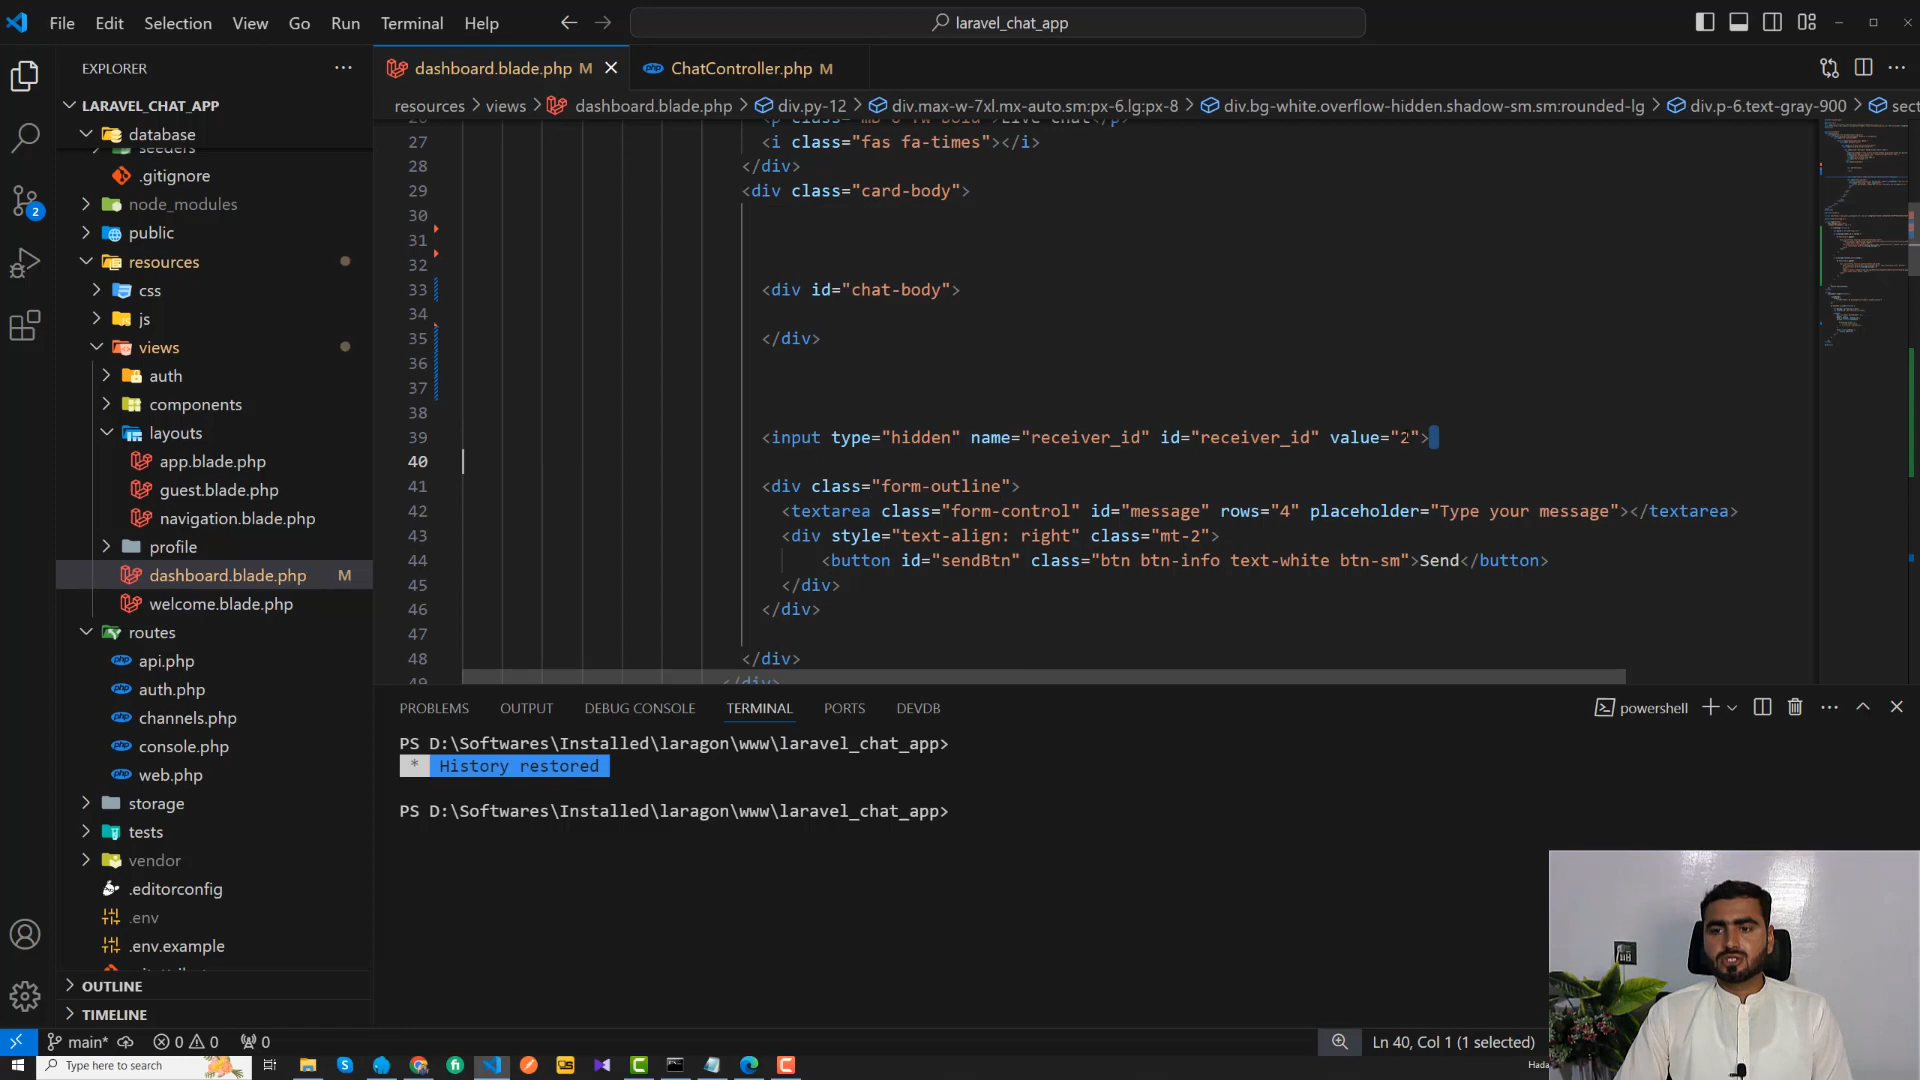 File Edit Selection View Go Run Terminal Help
laravel_chat_app
EXPLORER
LARAVEL_CHAT_APP
database
seeders
.gitignore
node_modules
public
resources
css
js
views
auth
components
layouts
app.blade.php
guest.blade.php
navigation.blade.php
profile
dashboard.blade.php M
welcome.blade.php
routes
api.php
auth.php
channels.php
console.php
web.php
storage
tests
vendor
.editorconfig
.env
.env.example
OUTLINE
TIMELINE
dashboard.blade.php M
ChatController.php M
resources > views > dashboard.blade.php > div.py-12 > div.max-w-7xl.mx-auto.sm:px-6.lg:px-8 > div.bg-white.overflow-hidden.shadow-sm.sm:rounded-lg > div.p-6.text-gray-900 > sect
27 <i class="fas fa-times"></i>
28 </div>
29 <div class="card-body">
30
31
32
33 <div id="chat-body">
34
35 </div>
36
37
38
39 <input type="hidden" name="receiver_id" id="receiver_id" value="2">
40
41 <div class="form-outline">
42 <textarea class="form-control" id="message" rows="4" placeholder="Type your message"></textarea>
43 <div style="text-align: right" class="mt-2">
44 <button id="sendBtn" class="btn btn-info text-white btn-sm">Send</button>
45 </div>
46 </div>
47
48 </div>
49 </div>
PROBLEMS OUTPUT DEBUG CONSOLE TERMINAL PORTS DEVDB
powershell
PS D:\Softwares\Installed\laragon\www\laravel_chat_app>
* History restored
PS D:\Softwares\Installed\laragon\www\laravel_chat_app>
2
main* 0 0 0
Ln 40, Col 1 (1 selected)
Type here to search